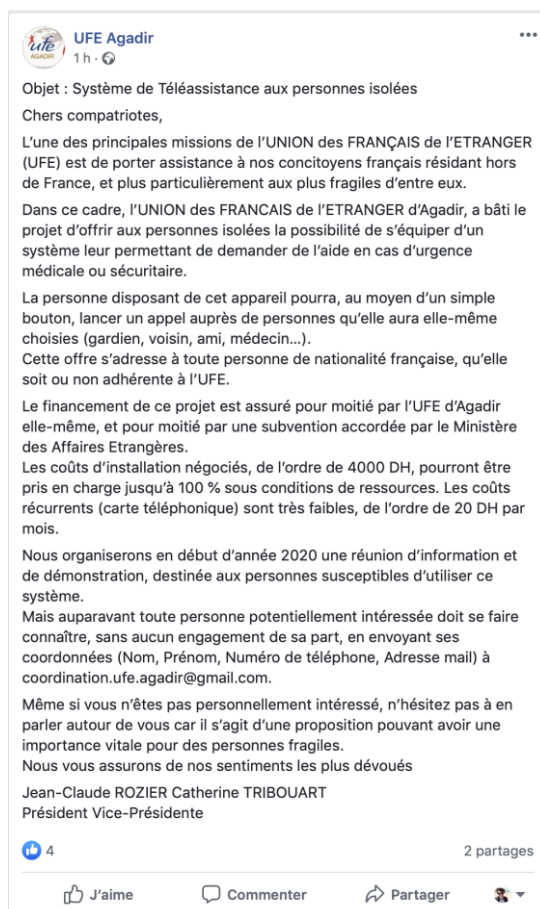 UFE Agadir
ufe
AGADIR
1 h ·
Objet : Système de Téléassistance aux personnes isolées
Chers compatriotes,
L’une des principales missions de l’UNION des FRANÇAIS de l’ETRANGER
(UFE) est de porter assistance à nos concitoyens français résidant hors
de France, et plus particulièrement aux plus fragiles d’entre eux.
Dans ce cadre, l’UNION des FRANCAIS de l’ETRANGER d’Agadir, a bâti le
projet d’offrir aux personnes isolées la possibilité de s’équiper d’un
système leur permettant de demander de l’aide en cas d’urgence
médicale ou sécuritaire.
La personne disposant de cet appareil pourra, au moyen d’un simple
bouton, lancer un appel auprès de personnes qu’elle aura elle-même
choisies (gardien, voisin, ami, médecin...).
Cette offre s’adresse à toute personne de nationalité française, qu’elle
soit ou non adhérente à l’UFE.
Le financement de ce projet est assuré pour moitié par l’UFE d’Agadir
elle-même, et pour moitié par une subvention accordée par le Ministère
des Affaires Etrangères.
Les coûts d’installation négociés, de l’ordre de 4000 DH, pourront être
pris en charge jusqu’à 100 % sous conditions de ressources. Les coûts
récurrents (carte téléphonique) sont très faibles, de l’ordre de 20 DH par
mois.
Nous organiserons en début d’année 2020 une réunion d’information et
de démonstration, destinée aux personnes susceptibles d’utiliser ce
système.
Mais auparavant toute personne potentiellement intéressée doit se faire
connaître, sans aucun engagement de sa part, en envoyant ses
coordonnées (Nom, Prénom, Numéro de téléphone, Adresse mail) à
coordination.ufe.agadir@gmail.com.
Même si vous n’êtes pas personnellement intéressé, n’hésitez pas à en
parler autour de vous car il s’agit d’une proposition pouvant avoir une
importance vitale pour des personnes fragiles.
Nous vous assurons de nos sentiments les plus dévoués
Jean-Claude ROZIER Catherine TRIBOUART
Président Vice-Présidente
4
2 partages
J’aime
Commenter
Partager